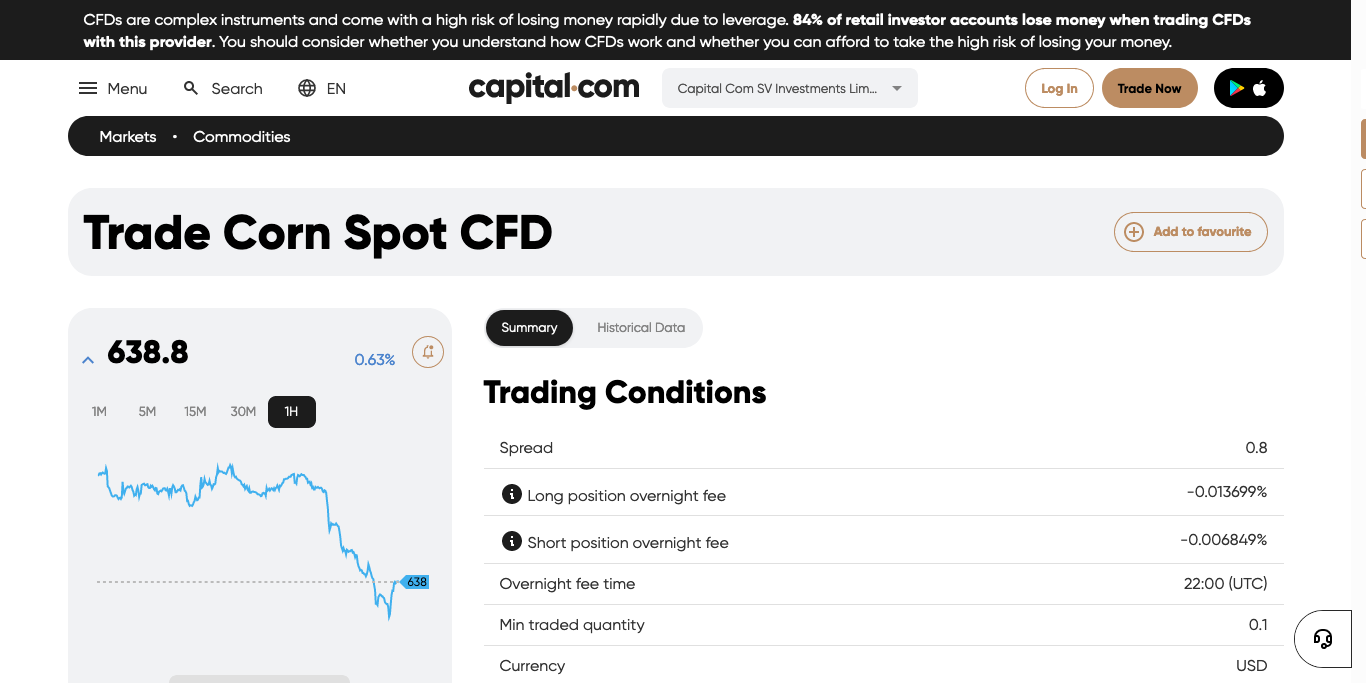 CFDs are complex instruments and come with a high risk of losing money rapidly due to leverage. 84% of retail investor accounts lose money when trading CFDs
with this provider. You should consider whether you understand how CFDs work and whether you can afford to take the high risk of losing your money.
Menu Search EN capital.com Capital Com SV Investments Lim... Log In Trade Now
Markets • Commodities
Trade Corn Spot CFD Add to favourite
638.8 0.63%
1M 5M 15M 30M 1H
638
Summary Historical Data
Trading Conditions
Spread 0.8
Long position overnight fee -0.013699%
Short position overnight fee -0.006849%
Overnight fee time 22:00 (UTC)
Min traded quantity 0.1
Currency USD